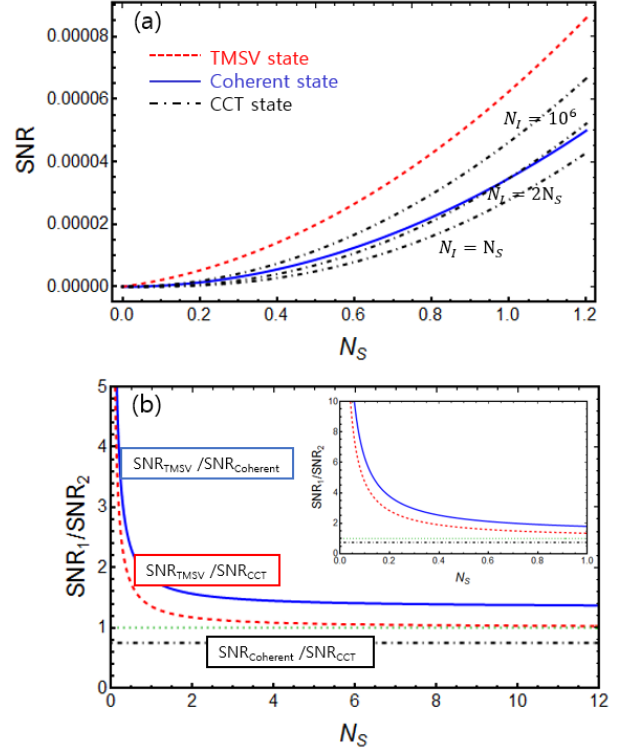 (a)
0.00008
0.00006
0.00004
0.00002
0.00000
SNR
TMSV state
Coherent state
CCT state
N_I = 10^6
N_I = 2N_S
N_I = N_S
0.0 0.2 0.4 0.6 0.8 1.0 1.2
N_S
(b)
5
4
3
2
1
0
SNR_1/SNR_2
SNR_TMSV /SNR_Coherent
SNR_TMSV /SNR_CCT
SNR_Coherent /SNR_CCT
0 2 4 6 8 10 12
N_S
10
8
6
4
2
0
SNR_1/SNR_2
0.0 0.2 0.4 0.6 0.8 1.0
N_S